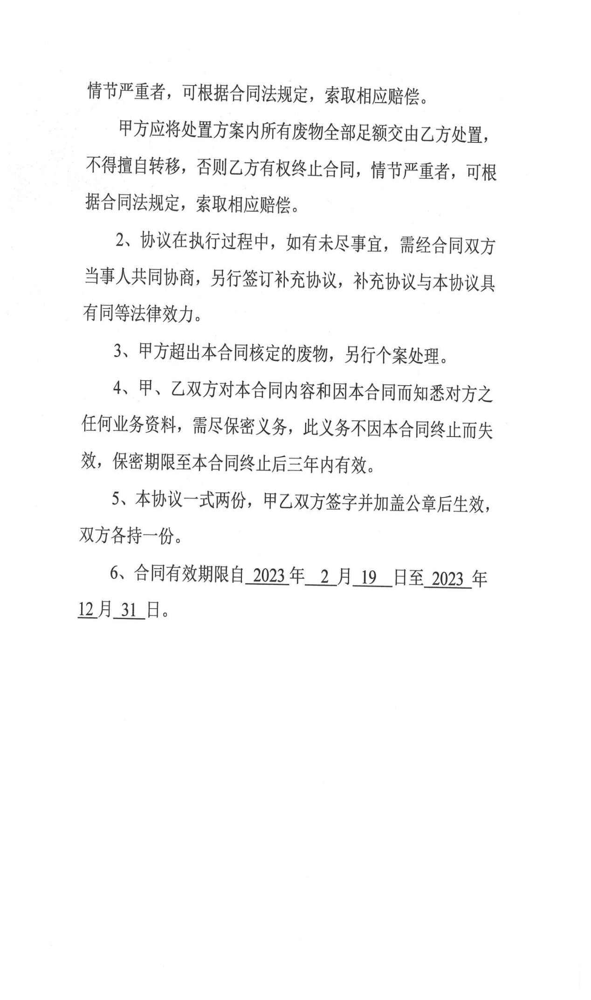 情节严重者，可根据合同法规定，索取相应赔偿。
甲方应将处置方案内所有废物全部足额交由乙方处置，
不得擅自转移，否则乙方有权终止合同，情节严重者，可根
据合同法规定，索取相应赔偿。
2、协议在执行过程中，如有未尽事宜，需经合同双方
当事人共同协商，另行签订补充协议，补充协议与本协议具
有同等法律效力。
3、甲方超出本合同核定的废物，另行个案处理。
4、甲、乙双方对本合同内容和因本合同而知悉对方之
任何业务资料，需尽保密义务，此义务不因本合同终止而失
效，保密期限至本合同终止后三年内有效。
5、本协议一式两份，甲乙双方签字并加盖公章后生效，
双方各持一份。
6、合同有效期限自 2023 年 2 月 19 日至 2023 年
12 月 31 日。